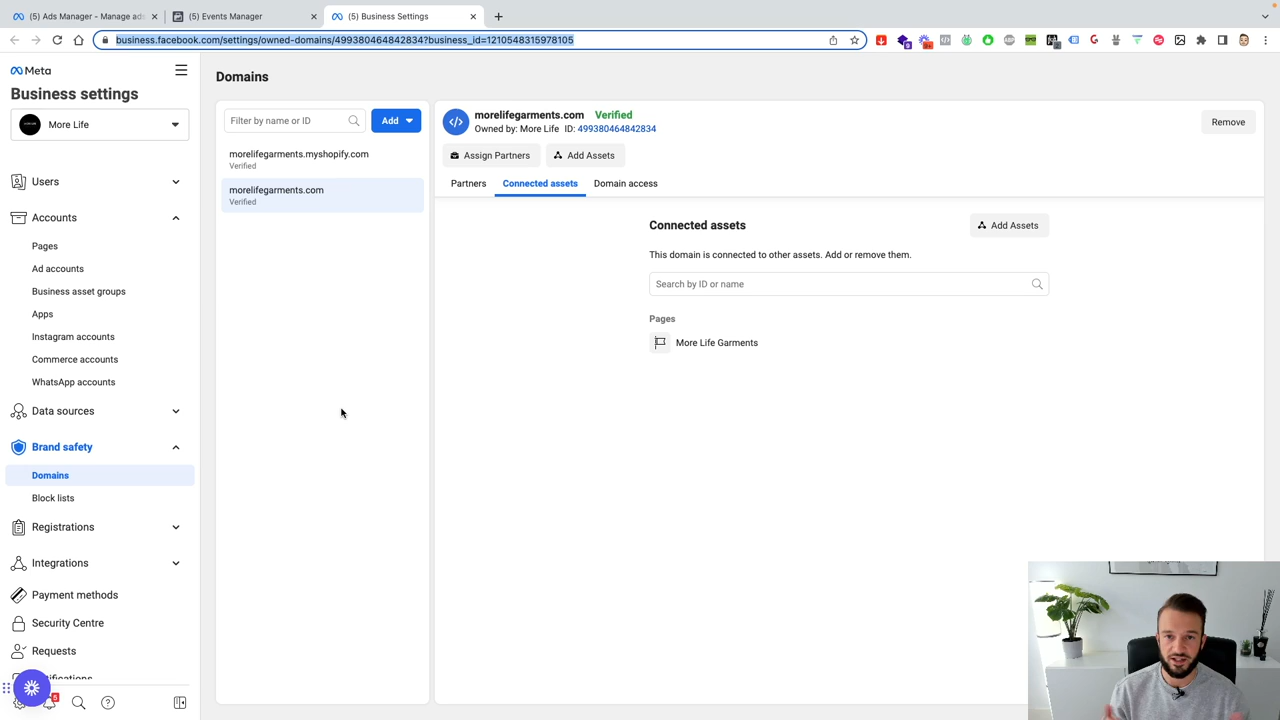 (5) Ads Manager - Manage ads
(5) Events Manager
(5) Business Settings
business.facebook.com/settings/owned-domains/499380464842834?business_id=1210548315978105
Meta
Business settings
More Life
Users
Accounts
Pages
Ad accounts
Business asset groups
Apps
Instagram accounts
Commerce accounts
WhatsApp accounts
Data sources
Brand safety
Domains
Block lists
Registrations
Integrations
Payment methods
Security Centre
Requests
Domains
Filter by name or ID
Add
morelifegarments.myshopify.com
Verified
morelifegarments.com
Verified
morelifegarments.com Verified
Owned by: More Life ID: 499380464842834
Remove
Assign Partners
Add Assets
Partners
Connected assets
Domain access
Connected assets
Add Assets
This domain is connected to other assets. Add or remove them.
Search by ID or name
Pages
More Life Garments